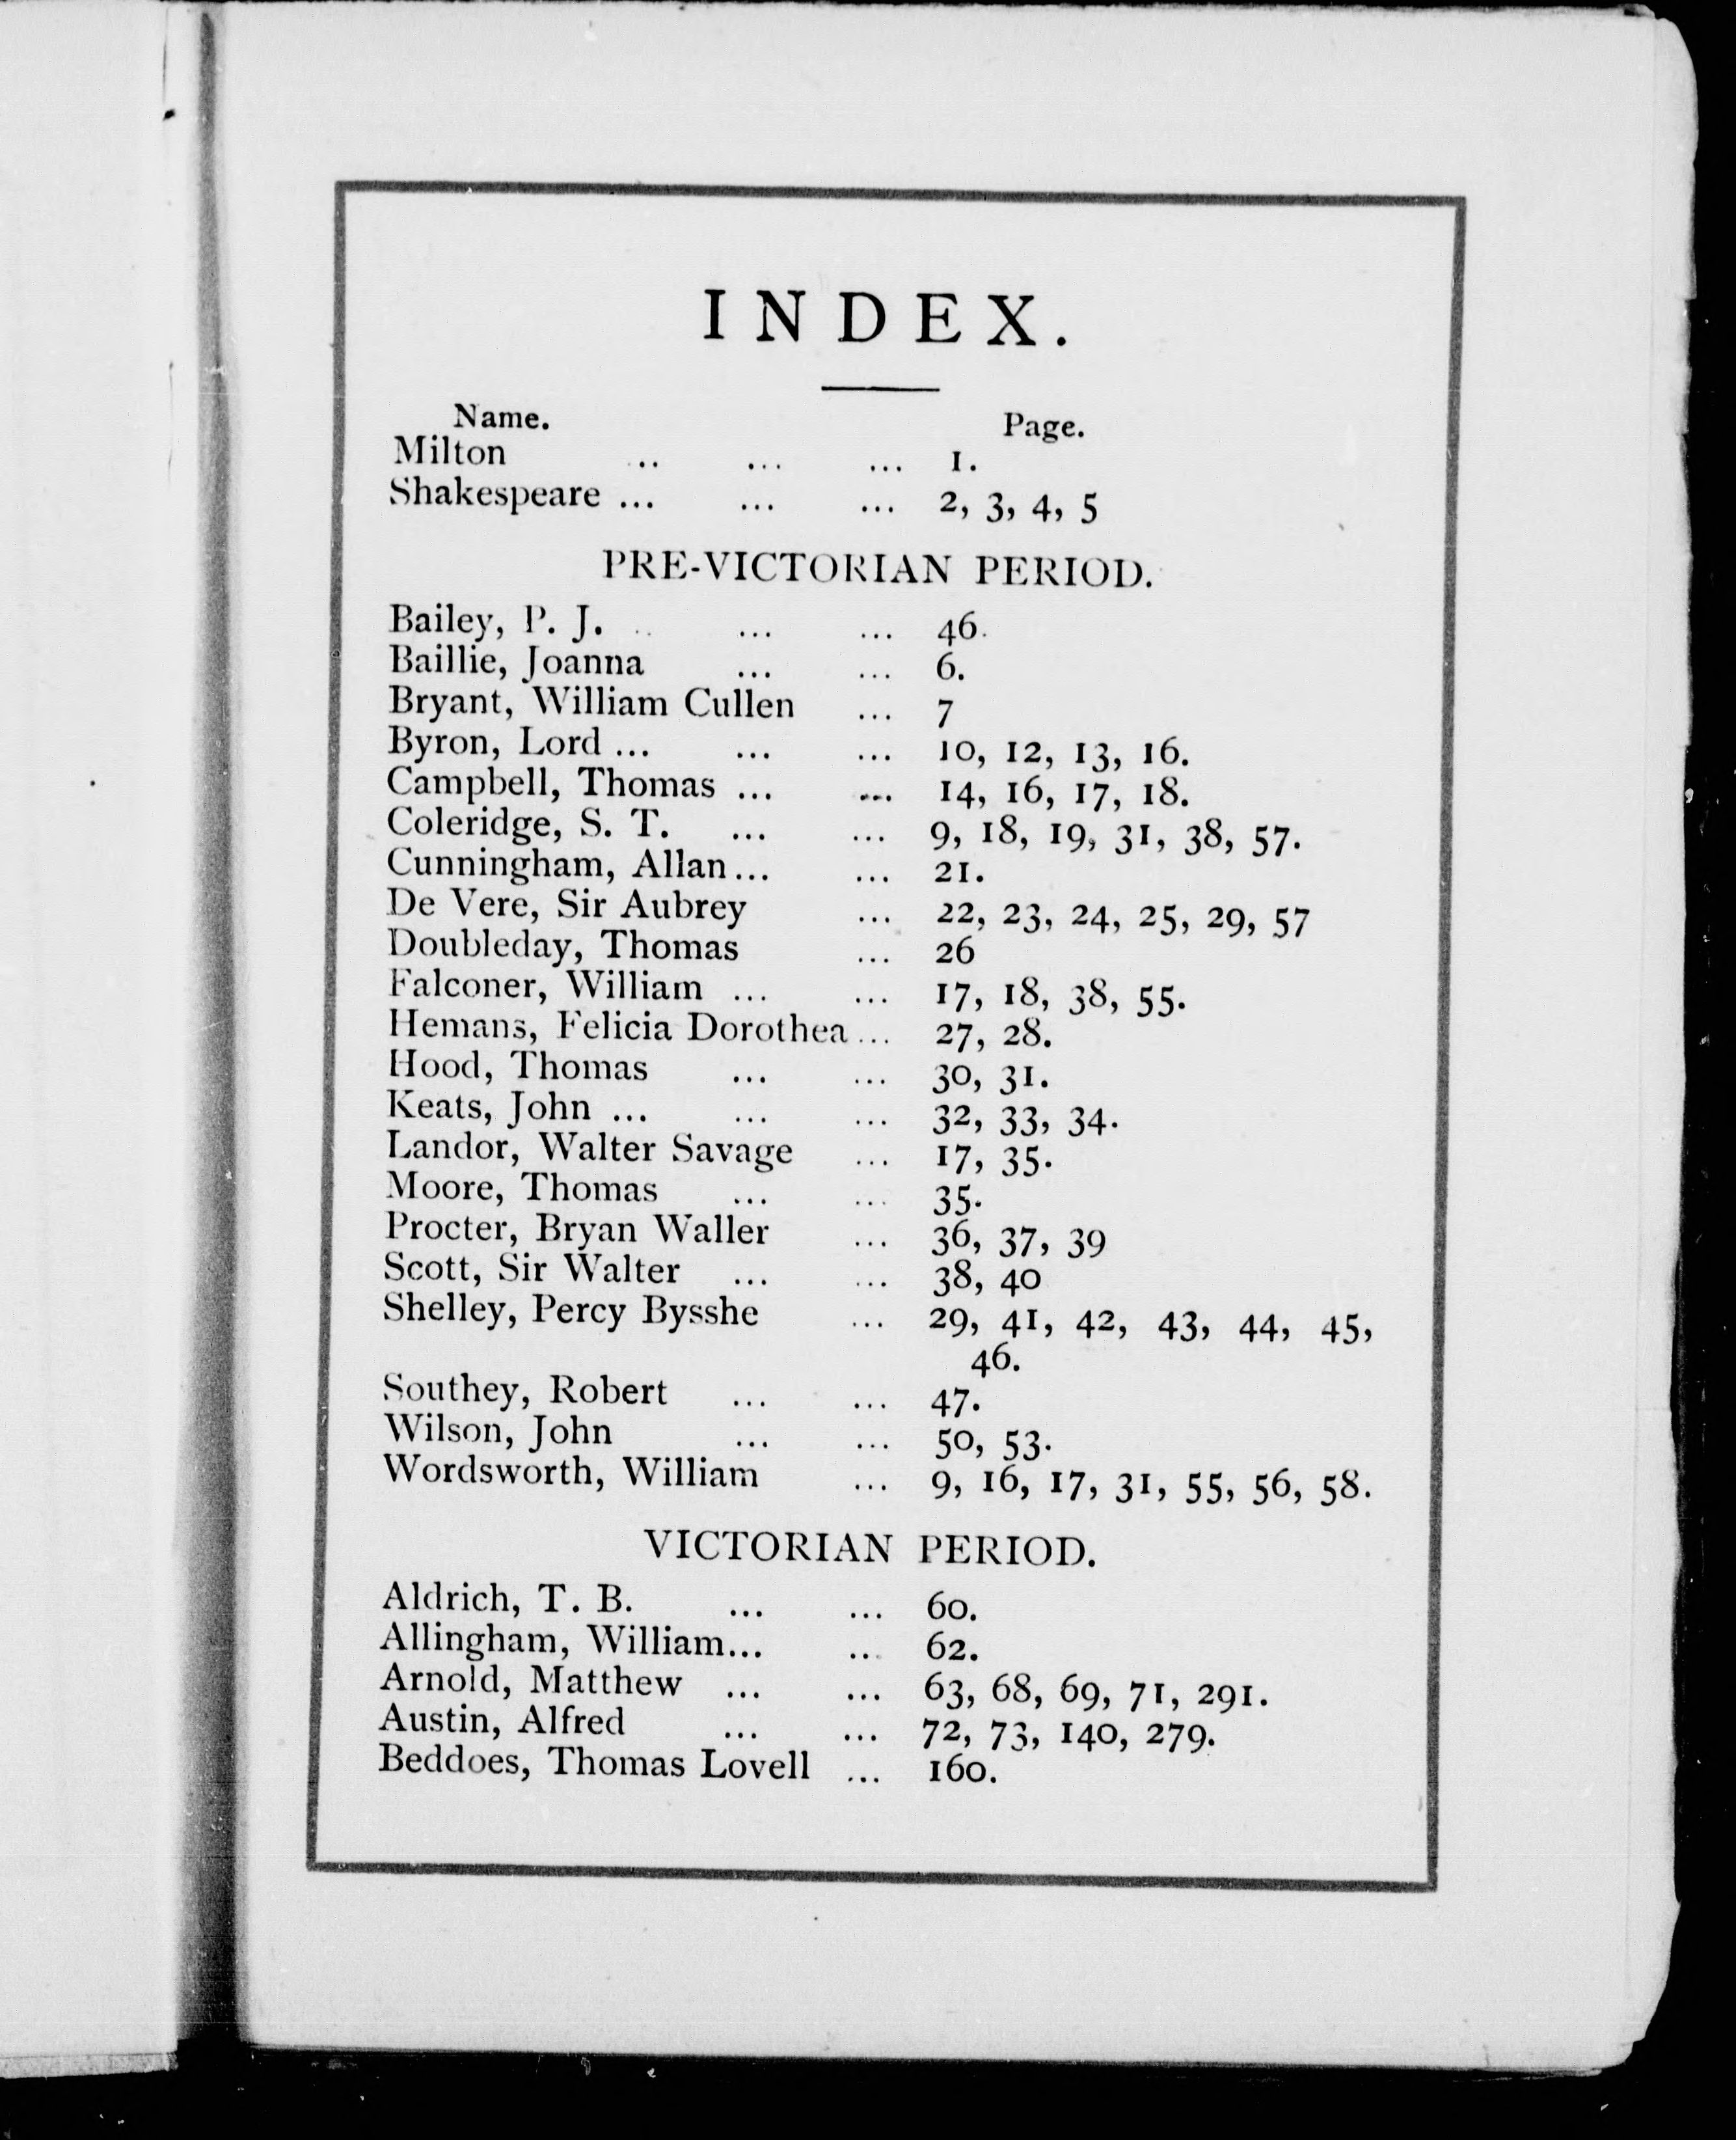 INDEX.
Name. Page.
Milton .. ... ... 1.
Shakespeare ... ... ... 2, 3, 4, 5
PRE-VICTORIAN PERIOD.
Bailey, P. J. .. ... ... 46.
Baillie, Joanna ... ... 6.
Bryant, William Cullen ... 7
Byron, Lord ... ... ... 10, 12, 13, 16.
Campbell, Thomas ... ... 14, 16, 17, 18.
Coleridge, S. T. ... ... 9, 18, 19, 31, 38, 57.
Cunningham, Allan ... ... 21.
De Vere, Sir Aubrey ... 22, 23, 24, 25, 29, 57
Doubleday, Thomas ... 26
Falconer, William ... ... 17, 18, 38, 55.
Hemans, Felicia Dorothea ... 27, 28.
Hood, Thomas ... ... 30, 31.
Keats, John ... ... ... 32, 33, 34.
Landor, Walter Savage ... 17, 35.
Moore, Thomas ... ... 35.
Procter, Bryan Waller ... 36, 37, 39
Scott, Sir Walter ... ... 38, 40
Shelley, Percy Bysshe ... 29, 41, 42, 43, 44, 45,
46.
Southey, Robert ... ... 47.
Wilson, John ... ... 50, 53.
Wordsworth, William ... 9, 16, 17, 31, 55, 56, 58.
VICTORIAN PERIOD.
Aldrich, T. B. ... ... 60.
Allingham, William... ... 62.
Arnold, Matthew ... ... 63, 68, 69, 71, 291.
Austin, Alfred ... ... 72, 73, 140, 279.
Beddoes, Thomas Lovell ... 160.